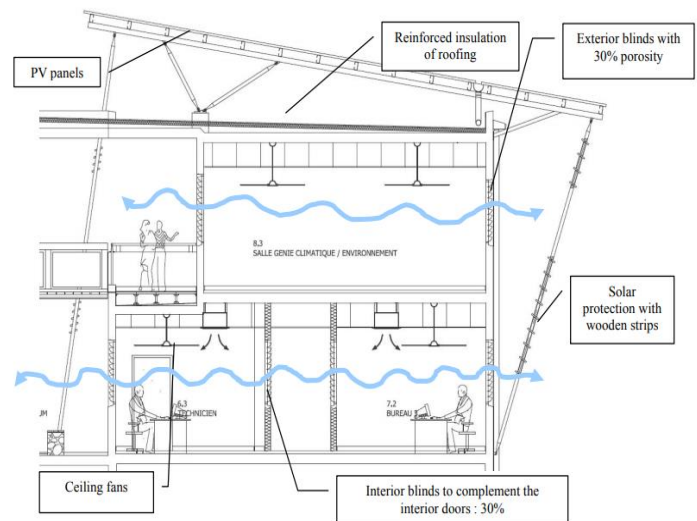 PV panels
Reinforced insulation
of roofing
Exterior blinds with
30% porosity
8.3
SALLE GENIE CLIMATIQUE / ENVIRONNEMENT
Solar
protection with
wooden strips
6.3
TECHNICIEN
7.2
BUREAU
Ceiling fans
Interior blinds to complement the
interior doors : 30%